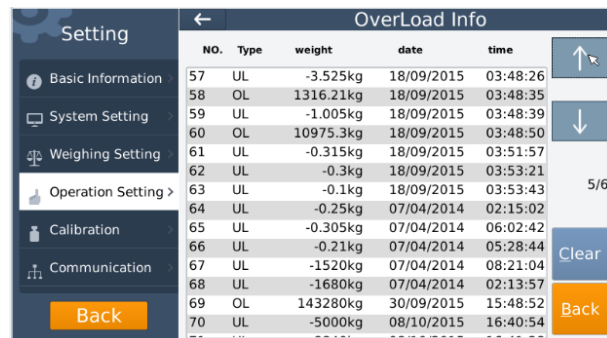 Setting
Basic Information >
System Setting >
Weighing Setting >
Operation Setting >
Calibration >
Communication >
Back
← OverLoad Info
NO. Type weight date time
57 UL -3.525kg 18/09/2015 03:48:26
58 OL 1316.21kg 18/09/2015 03:48:35
59 UL -1.005kg 18/09/2015 03:48:39
60 OL 10975.3kg 18/09/2015 03:48:50
61 UL -0.315kg 18/09/2015 03:51:57
62 UL -0.3kg 18/09/2015 03:53:21
63 UL -0.1kg 18/09/2015 03:53:43
64 UL -0.25kg 07/04/2014 02:15:02
65 UL -0.305kg 07/04/2014 06:02:42
66 UL -0.21kg 07/04/2014 05:28:44
67 UL -1520kg 07/04/2014 08:21:04
68 UL -1680kg 07/04/2014 02:13:57
69 OL 143280kg 30/09/2015 15:48:52
70 UL -5000kg 08/10/2015 16:40:54
↑
↓
5/6
Clear
Back